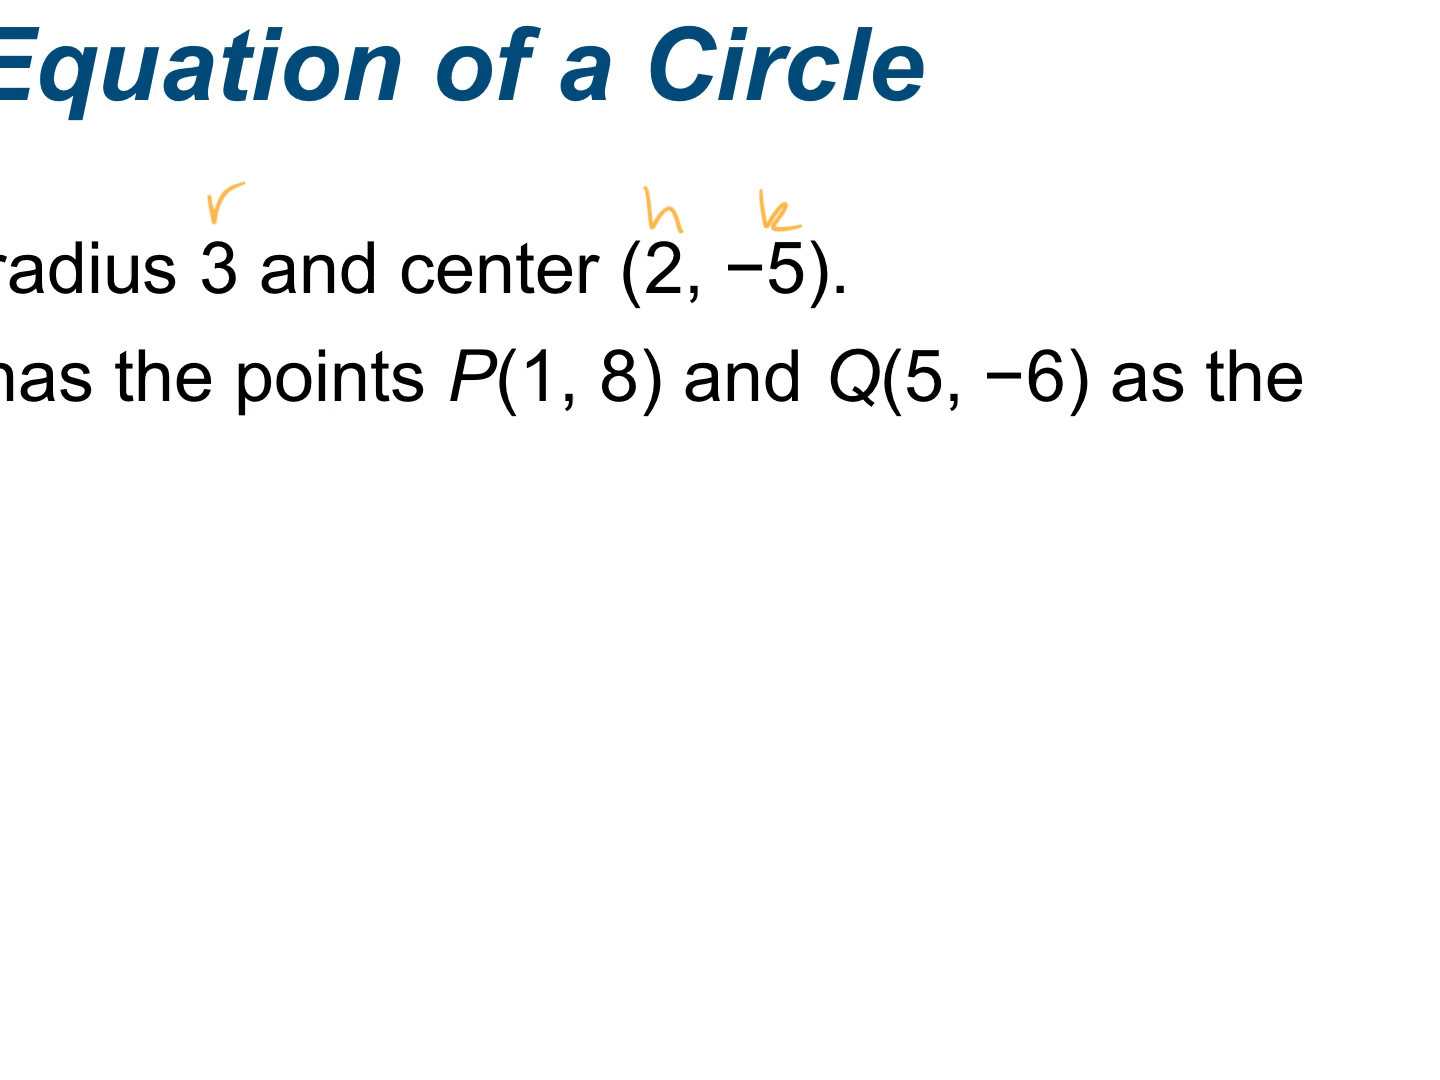 Equation of a Circle
r h k
radius 3 and center (2, −5).
has the points P(1, 8) and Q(5, −6) as the